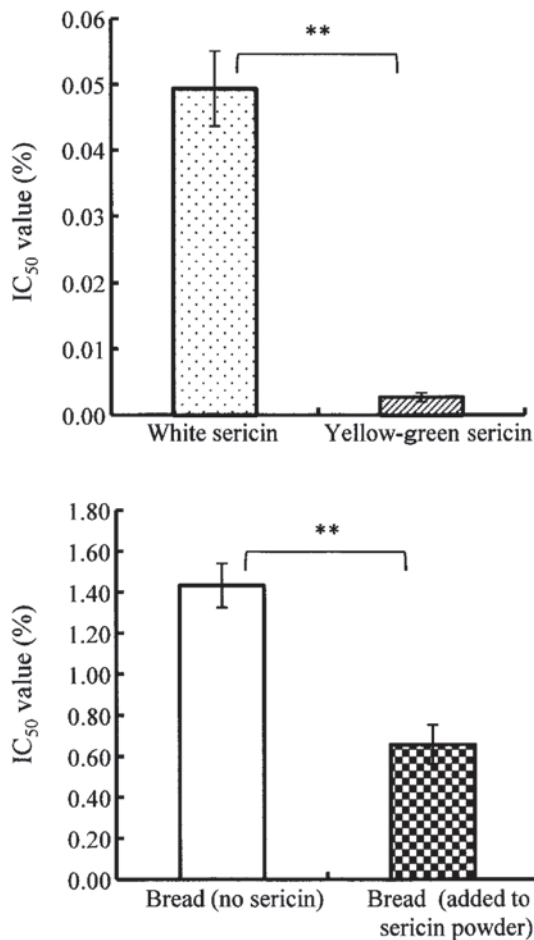 **
0.06
0.05
0.04
0.03
0.02
0.01
0.00
IC50 value (%)
White sericin
Yellow-green sericin
**
1.80
1.60
1.40
1.20
1.00
0.80
0.60
0.40
0.20
0.00
IC50 value (%)
Bread (no sericin)
Bread (added to
sericin powder)